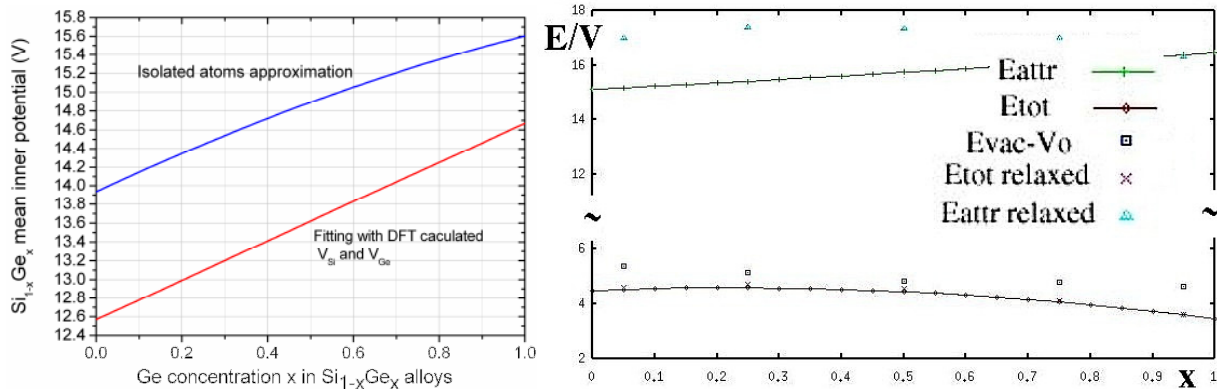 15.8
15.6
15.4
15.2
15.0
14.8
14.6
14.4
14.2
14.0
13.8
13.6
13.4
13.2
13.0
12.8
12.6
12.4
Si1-xGex mean inner potential (V)
Isolated atoms approximation
Fitting with DFT caculated
VSi and VGe
0.0 0.2 0.4 0.6 0.8 1.0
Ge concentration x in Si1-xGex alloys
18
E/V
16
14
12
~ ~
6
4
2
Eattr
Etot
Evac-Vo
Etot relaxed
Eattr relaxed
0 0.1 0.2 0.3 0.4 0.5 0.6 0.7 0.8 0.9 X 1